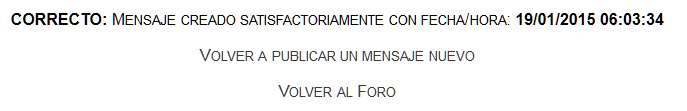 CORRECTO: Mensaje creado satisfactoriamente con fecha/hora: 19/01/2015 06:03:34
Volver a publicar un mensaje nuevo
Volver al Foro